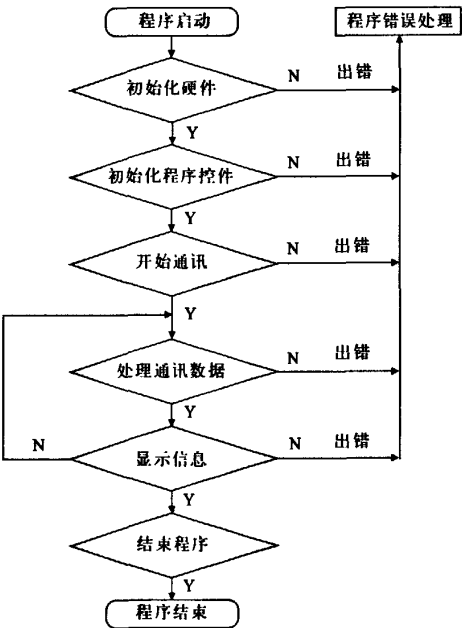 程序启动
程序错误处理
初始化硬件
N 出错
Y
初始化程序控件
N 出错
Y
开始通讯
N 出错
Y
处理通讯数据
N 出错
Y
N
显示信息
N 出错
Y
结束程序
Y
程序结束